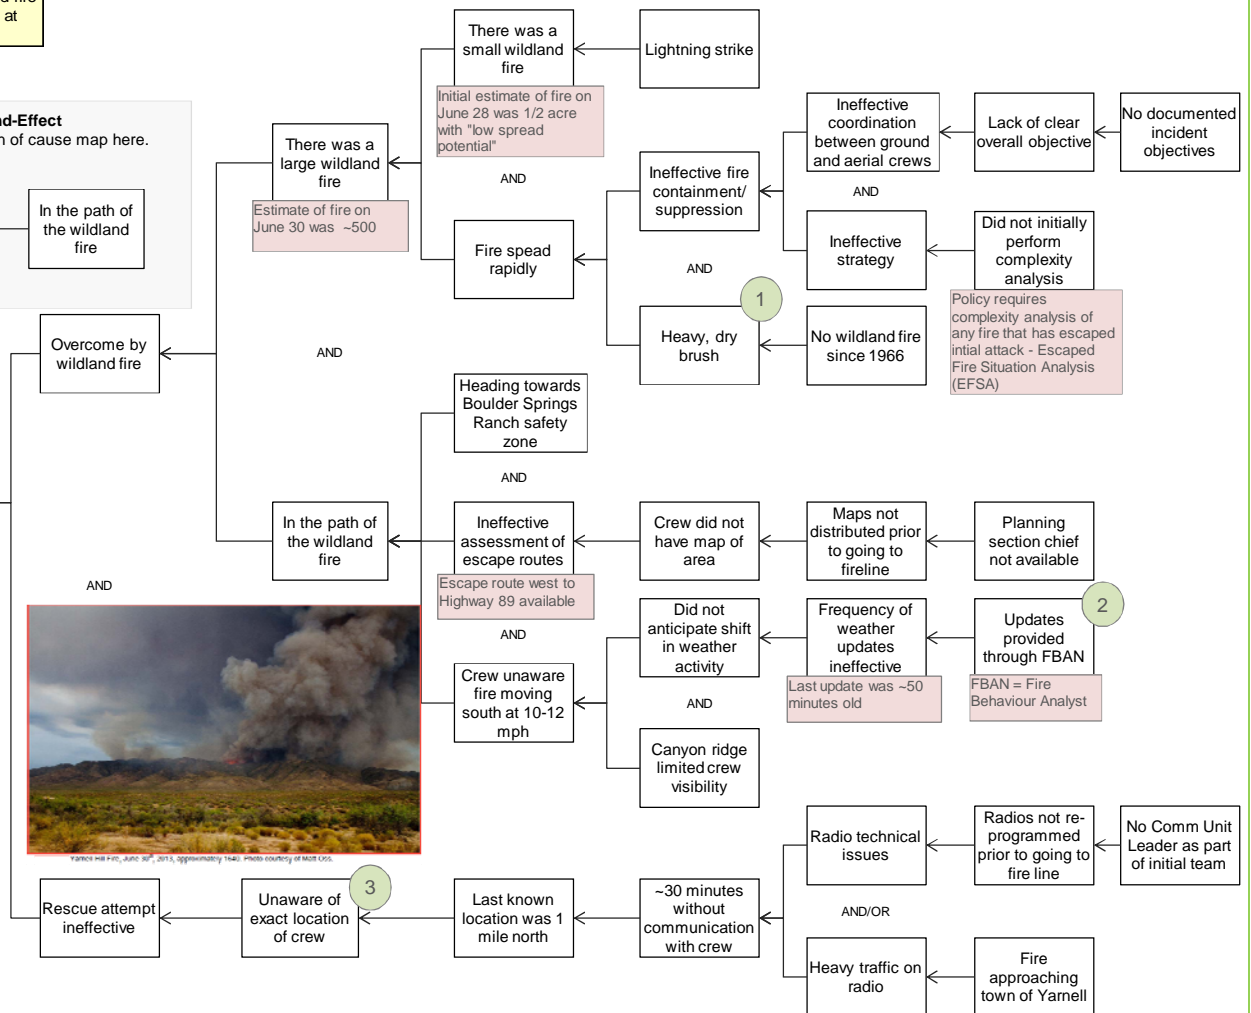 at
There was a
small wildland
fire
Lightning strike
Initial estimate of fire on
June 28 was 1/2 acre
with "low spread
potential"
AND
Ineffective
coordination
between ground
and aerial crews
Lack of clear
overall objective
No documented
incident
objectives
nd-Effect
n of cause map here.
There was a
large wildland
fire
Estimate of fire on
June 30 was ~500
Ineffective fire
containment/
suppression
AND
In the path of
the wildland
fire
Fire spead
rapidly
Ineffective
strategy
Did not initially
perform
complexity
analysis
Policy requires
complexity analysis of
any fire that has escaped
intial attack - Escaped
Fire Situation Analysis
(EFSA)
AND
1
Heavy, dry
brush
No wildland fire
since 1966
Overcome by
wildland fire
AND
Heading towards
Boulder Springs
Ranch safety
zone
AND
In the path of
the wildland
fire
Ineffective
assessment of
escape routes
Escape route west to
Highway 89 available
Crew did not
have map of
area
Maps not
distributed prior
to going to
fireline
Planning
section chief
not available
AND
AND
Did not
anticipate shift
in weather
activity
Frequency of
weather
updates
ineffective
Last update was ~50
minutes old
2
Updates
provided
through FBAN
FBAN = Fire
Behaviour Analyst
Crew unaware
fire moving
south at 10-12
mph
AND
Canyon ridge
limited crew
visibility
Yarnell Hill Fire, June 30th, 2013, approximately 1640. Photo courtesy of Matt Oss.
Radio technical
issues
Radios not re-
programmed
prior to going to
fire line
No Comm Unit
Leader as part
of initial team
Rescue attempt
ineffective
3
Unaware of
exact location
of crew
Last known
location was 1
mile north
~30 minutes
without
communication
with crew
AND/OR
Heavy traffic on
radio
Fire
approaching
town of Yarnell